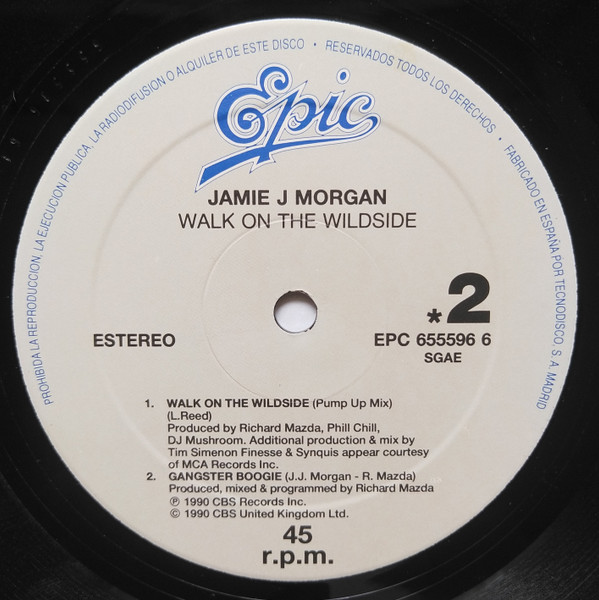 PROHIBIDA LA REPRODUCCION, LA EJECUCION PUBLICA, LA RADIODIFUSION O ALQUILER DE ESTE DISCO • RESERVADOS TODOS LOS DERECHOS • FABRICADO EN ESPAÑA POR TECNODISCO, S. A. MADRID
Epic
JAMIE J MORGAN
WALK ON THE WILDSIDE
*2
ESTEREO
EPC 655596 6
SGAE
1. WALK ON THE WILDSIDE (Pump Up Mix)
(L.Reed)
Produced by Richard Mazda, Phill Chill,
DJ Mushroom. Additional production & mix by
Tim Simenon Finesse & Synquis appear courtesy
of MCA Records Inc.
2. GANGSTER BOOGIE (J.J. Morgan - R. Mazda)
Produced, mixed & programmed by Richard Mazda
℗ 1990 CBS Records Inc.
© 1990 CBS United Kingdom Ltd.
45
r.p.m.